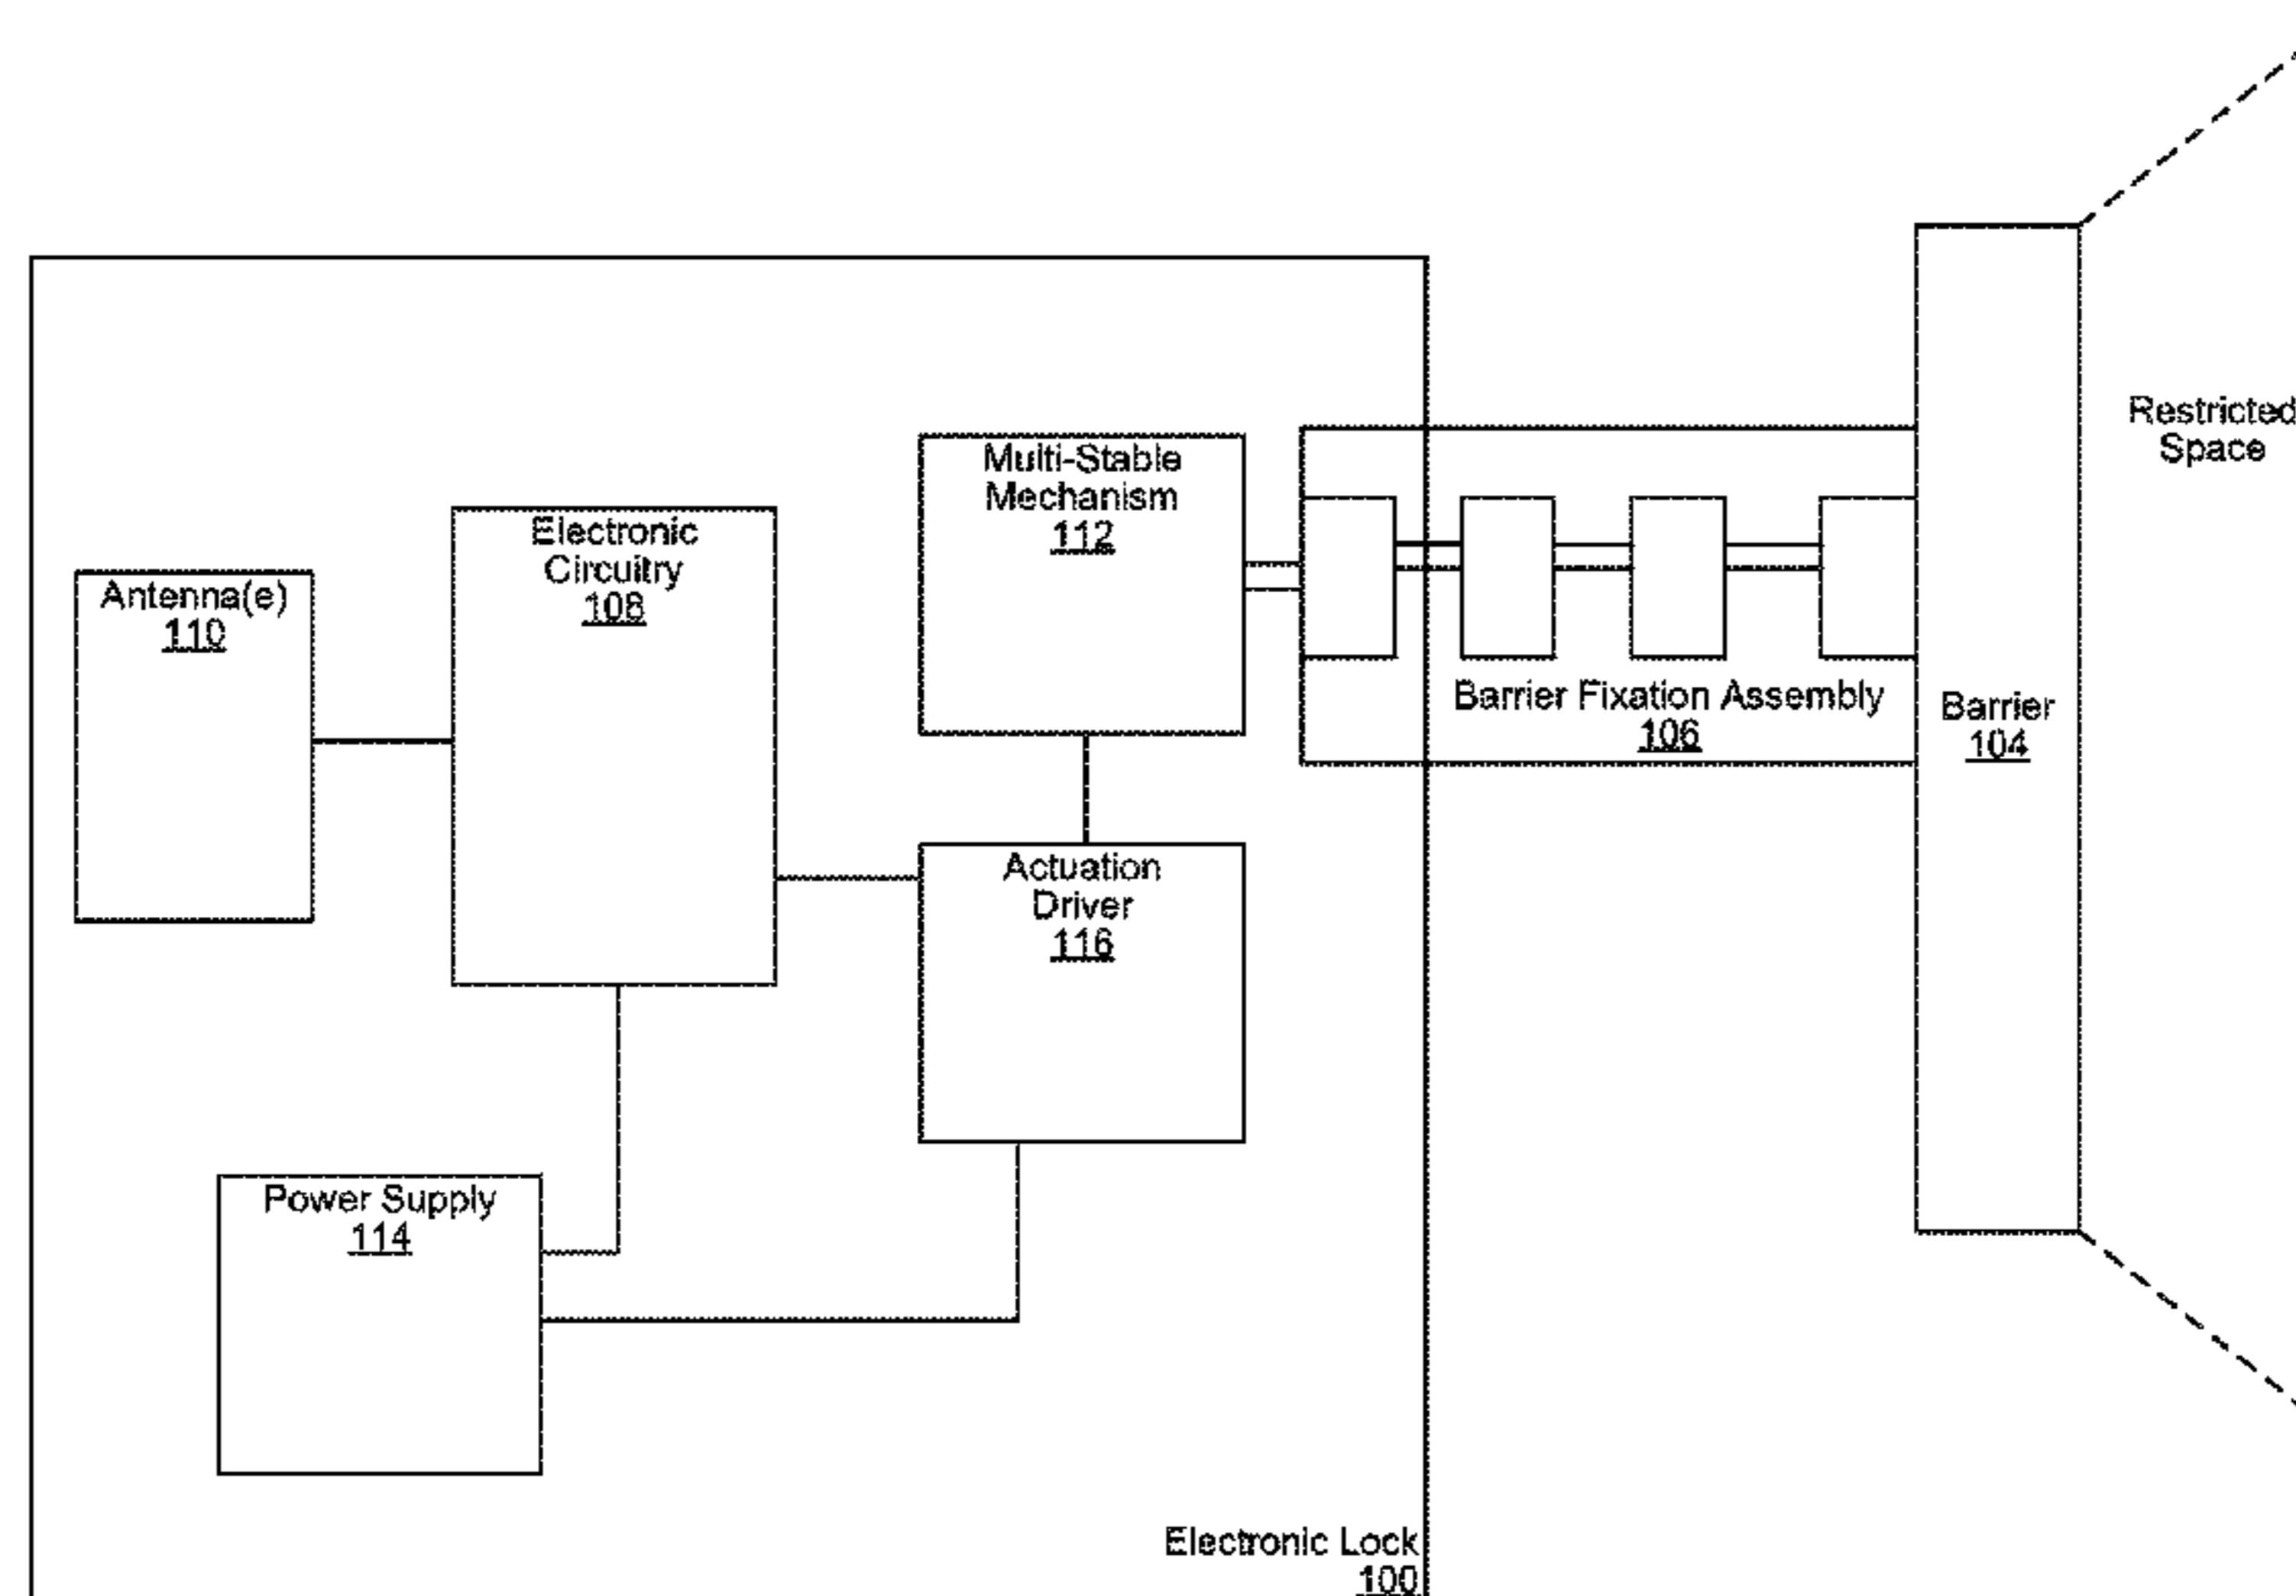 Restricted
Space
Multi-Stable
Mechanism
112
Electronic
Circuitry
108
Antenna(e)
110
Barrier Fixation Assembly
106
Barrier
104
Actuation
Driver
116
Power Supply
114
Electronic Lock
100